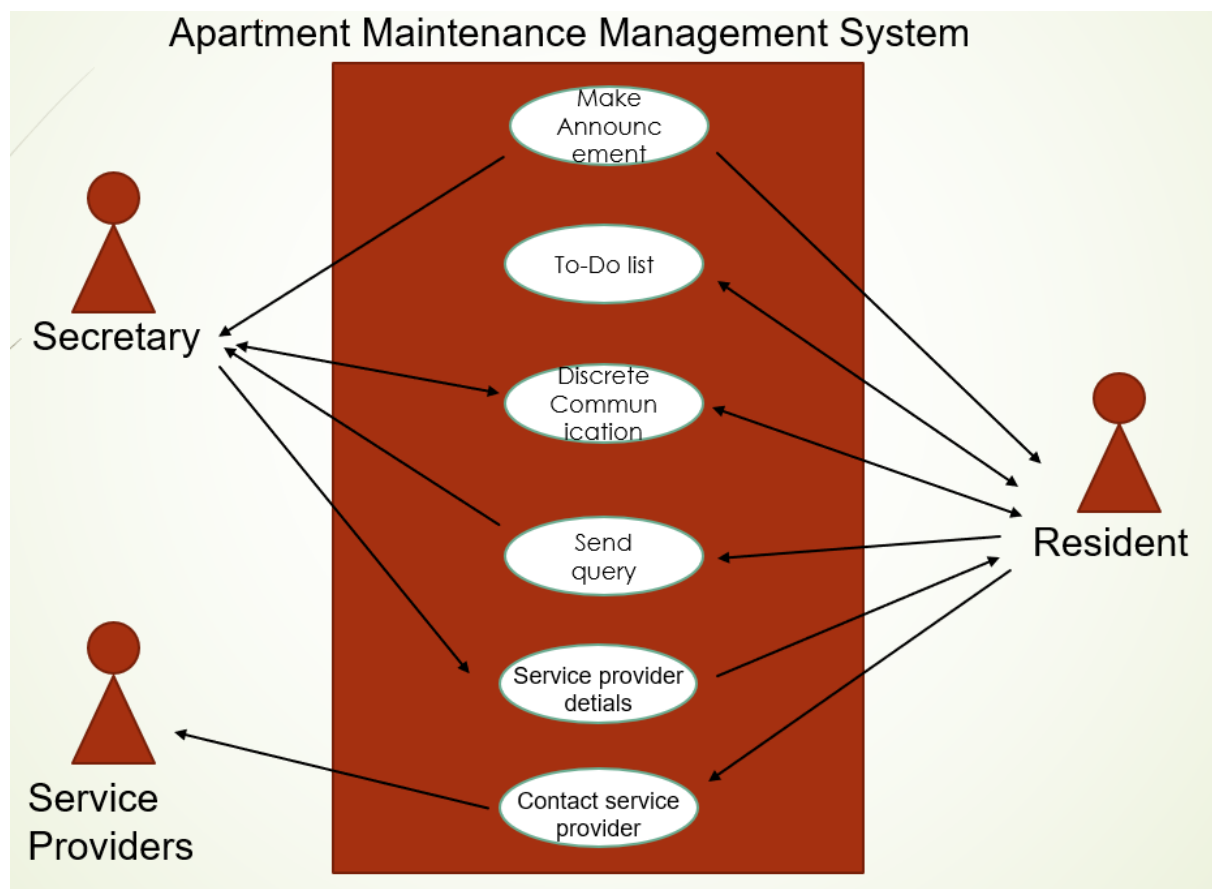 Apartment Maintenance Management System
Make
Announc
ement
To-Do list
Secretary
Discrete
Commun
ication
Send
query
Resident
Service provider
detials
Contact service
provider
Service
Providers